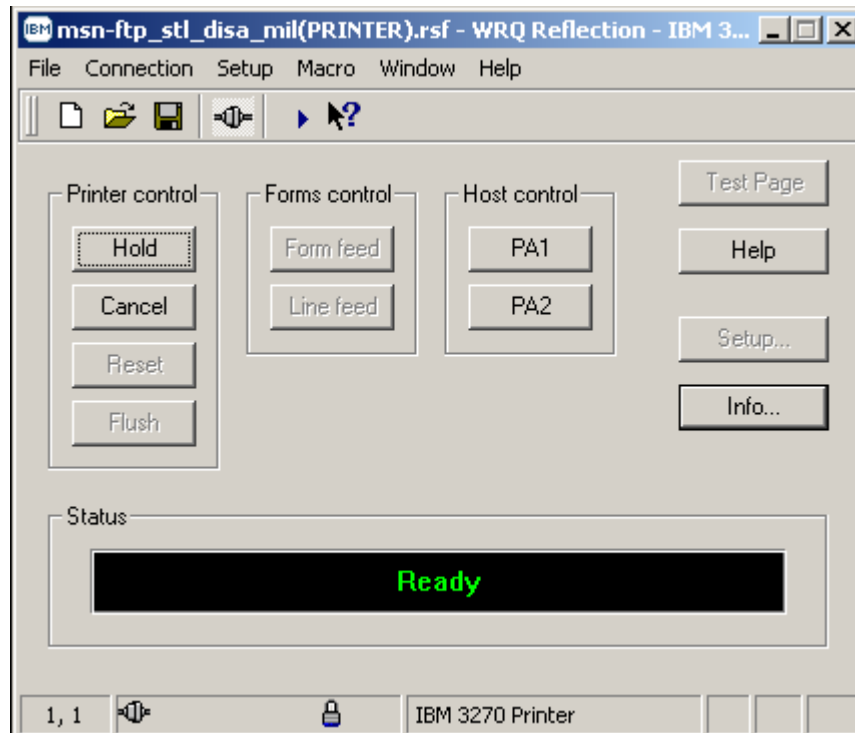 IBM msn-ftp_stl_disa_mil(PRINTER).rsf - WRQ Reflection - IBM 3...
File Connection Setup Macro Window Help
Printer control
Hold
Cancel
Reset
Flush
Forms control
Form feed
Line feed
Host control
PA1
PA2
Test Page
Help
Setup...
Info...
Status
Ready
1, 1
IBM 3270 Printer